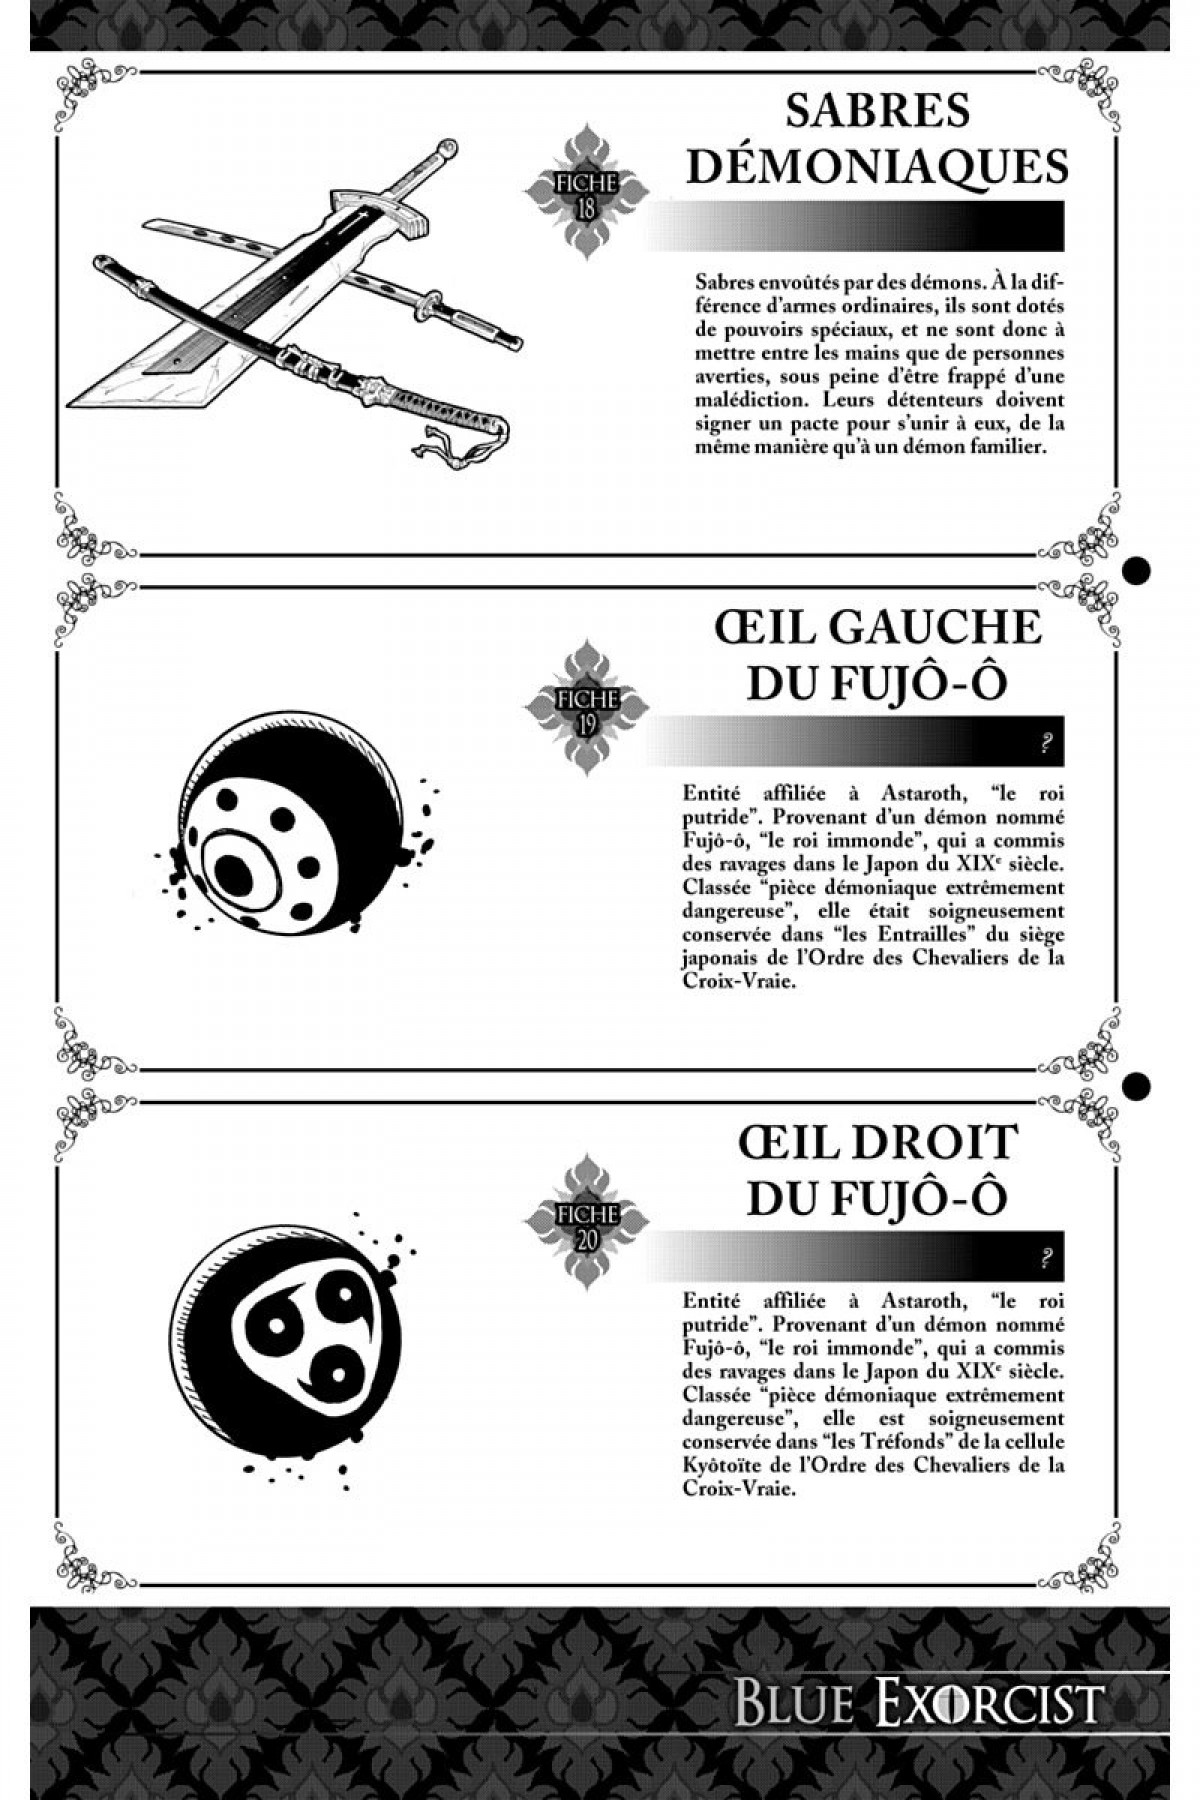 SABRES
DÉMONIAQUES
FICHE
18
Sabres envoûtés par des démons. À la dif-
férence d'armes ordinaires, ils sont dotés
de pouvoirs spéciaux, et ne sont donc à
mettre entre les mains que de personnes
averties, sous peine d'être frappé d'une
malédiction. Leurs détenteurs doivent
signer un pacte pour s'unir à eux, de la
même manière qu'à un démon familier.
ŒIL GAUCHE
DU FUJÔ-Ô
FICHE
19
?
Entité affiliée à Astaroth, “le roi
putride”. Provenant d'un démon nommé
Fujô-ô, “le roi immonde”, qui a commis
des ravages dans le Japon du XIXe siècle.
Classée “pièce démoniaque extrêmement
dangereuse”, elle était soigneusement
conservée dans “les Entrailles” du siège
japonais de l'Ordre des Chevaliers de la
Croix-Vraie.
ŒIL DROIT
DU FUJÔ-Ô
FICHE
20
?
Entité affiliée à Astaroth, “le roi
putride”. Provenant d'un démon nommé
Fujô-ô, “le roi immonde”, qui a commis
des ravages dans le Japon du XIXe siècle.
Classée “pièce démoniaque extrêmement
dangereuse”, elle est soigneusement
conservée dans “les Tréfonds” de la cellule
Kyôtoïte de l'Ordre des Chevaliers de la
Croix-Vraie.
BLUE EXORCIST